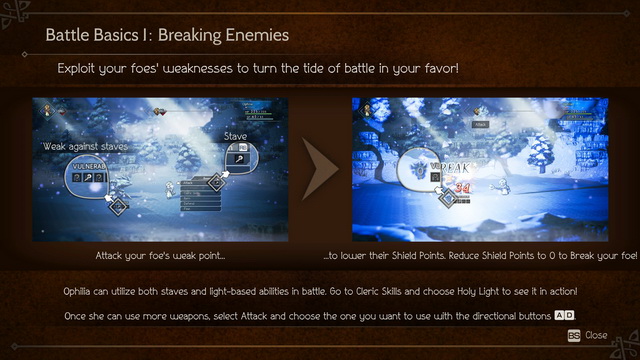 Battle Basics I: Breaking Enemies
Exploit your foes' weaknesses to turn the tide of battle in your favor!
Stave
Weak against staves
Attack your foe's weak point...
...to lower their Shield Points. Reduce Shield Points to 0 to Break your foe!
Ophilia can utilize both staves and light-based abilities in battle. Go to Cleric Skills and choose Holy Light to see it in action!
Once she can use more weapons, select Attack and choose the one you want to use with the directional buttons A D.
BS Close